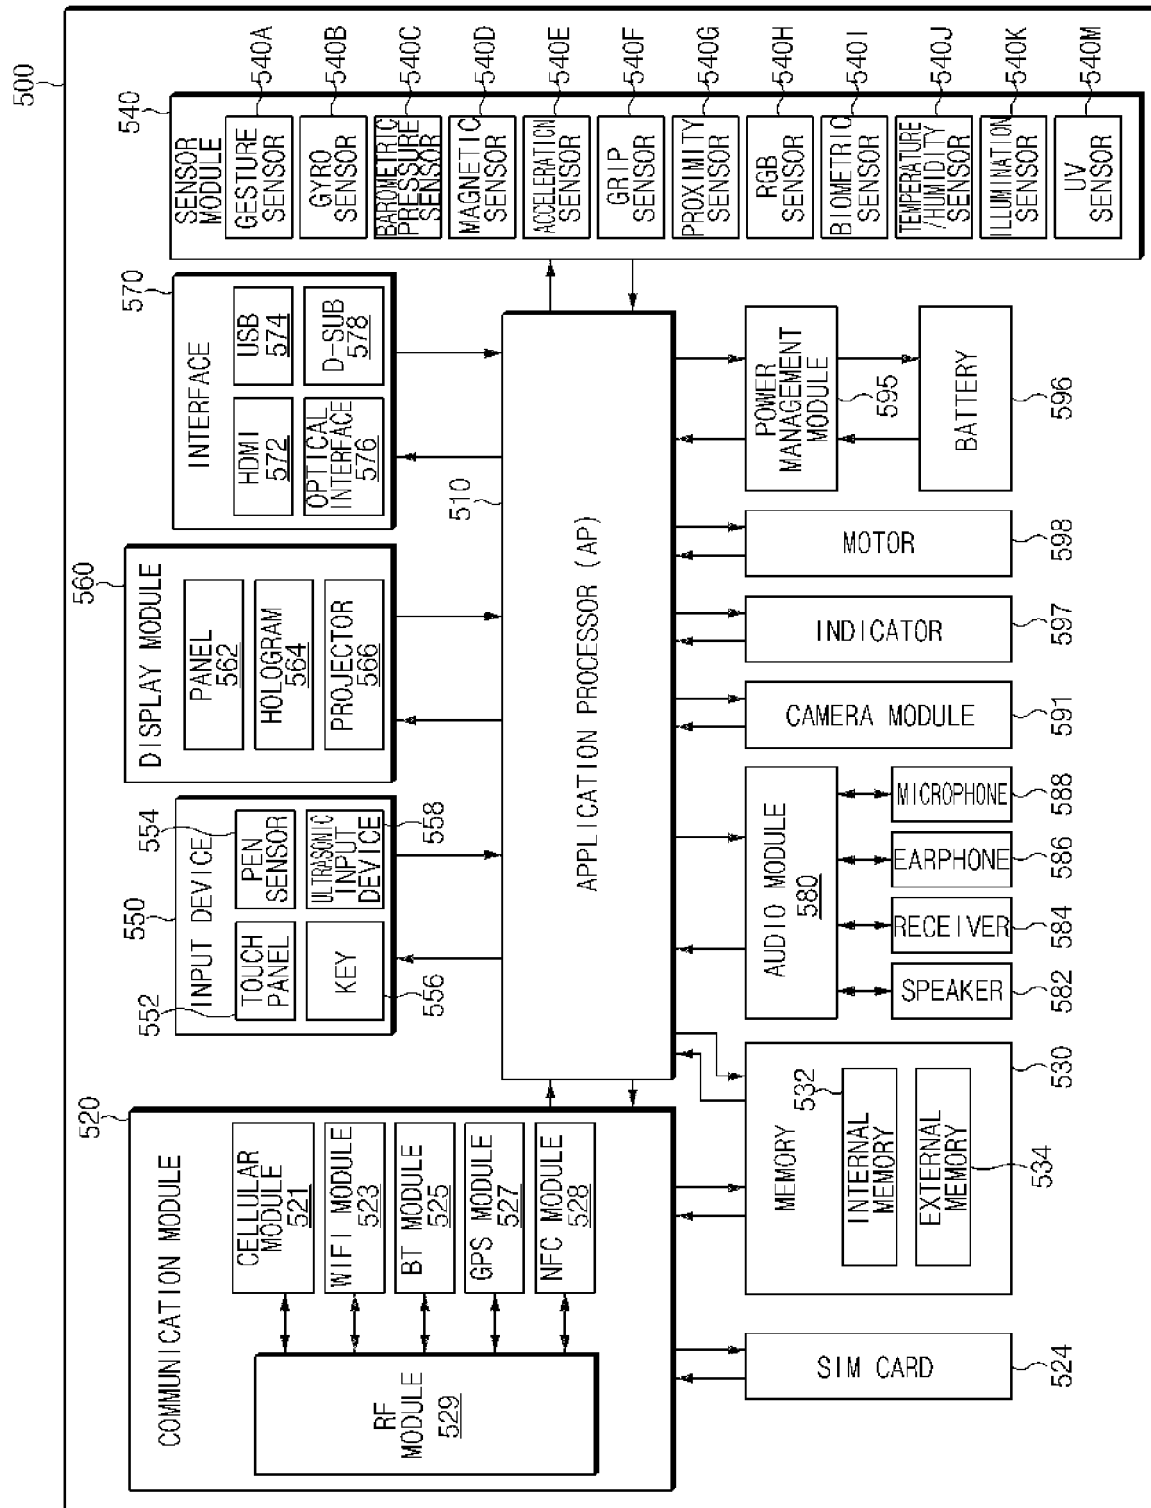 500
COMMUNICATION MODULE
520
RF
MODULE
529
CELLULAR
MODULE
521
WIFI MODULE
523
BT MODULE
525
GPS MODULE
527
NFC MODULE
528
INPUT DEVICE
550
TOUCH
PANEL
552
PEN
SENSOR
554
KEY
556
ULTRASONIC
INPUT
DEVICE
558
DISPLAY MODULE
560
PANEL
562
HOLOGRAM
564
PROJECTOR
566
INTERFACE
570
HDMI
572
USB
574
OPTICAL
INTERFACE
576
D-SUB
578
SENSOR
MODULE
540
GESTURE
SENSOR
540A
GYRO
SENSOR
540B
BAROMETRIC
PRESSURE
SENSOR
540C
MAGNETIC
SENSOR
540D
ACCELERATION
SENSOR
540E
GRIP
SENSOR
540F
PROXIMITY
SENSOR
540G
RGB
SENSOR
540H
BIOMETRIC
SENSOR
540I
TEMPERATURE
/HUMIDITY
SENSOR
540J
ILLUMINATION
SENSOR
540K
UV
SENSOR
540M
APPLICATION PROCESSOR (AP)
510
SIM CARD
524
MEMORY
530
INTERNAL
MEMORY
532
EXTERNAL
MEMORY
534
AUDIO MODULE
580
SPEAKER
582
RECEIVER
584
EARPHONE
586
MICROPHONE
588
CAMERA MODULE
591
INDICATOR
597
MOTOR
598
POWER
MANAGEMENT
MODULE
595
BATTERY
596